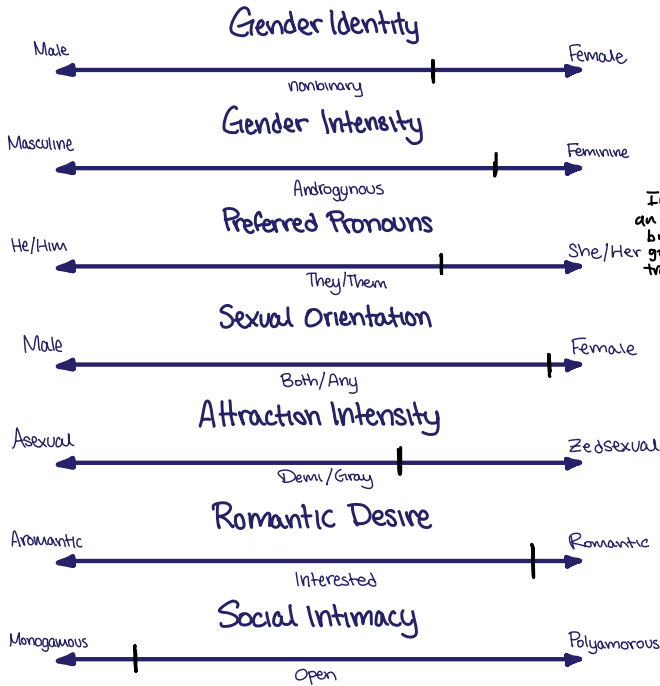 Gender Identity
Male
Female
nonbinary
Gender Intensity
Masculine
Feminine
Androgynous
Preferred Pronouns
an
He/Him
She/Her
They/Them
Sexual Orientation
Male
Female
Both/Any
Attraction Intensity
Asexual
Zedsexual
Demi/Gray
Romantic Desire
Aromantic
Romantic
Interested
Social Intimacy
Monogamous
Polyamorous
Open